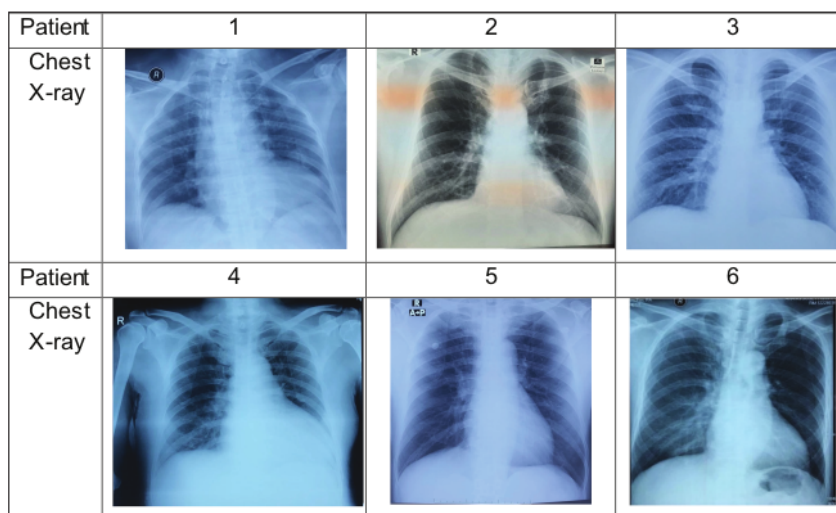 Patient 1 2 3
Chest
X-ray
R
R
Patient 4 5 6
Chest
X-ray
R
R
A+P